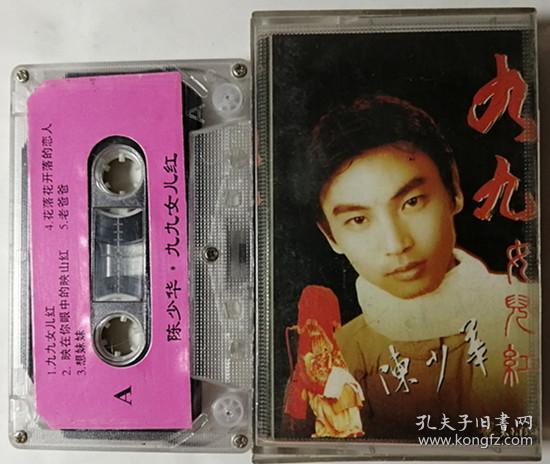 1.九九女儿红
2. 映在你眼中的映山红
3.想妹妹
4.花落花开落的恋人
5.老爸爸
A
陈少华·九九女儿红
九九女兒紅
陳少華
孔夫子旧书网
www.kongfz.com